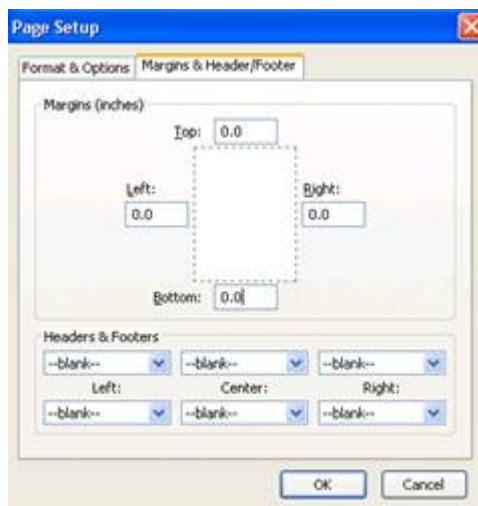 Page Setup
Format & Options Margins & Header/Footer
Margins (inches)
Top: 0.0
Left: Right:
0.0 0.0
Bottom: 0.0
Headers & Footers
--blank-- --blank-- --blank--
Left: Center: Right:
--blank-- --blank-- --blank--
OK Cancel